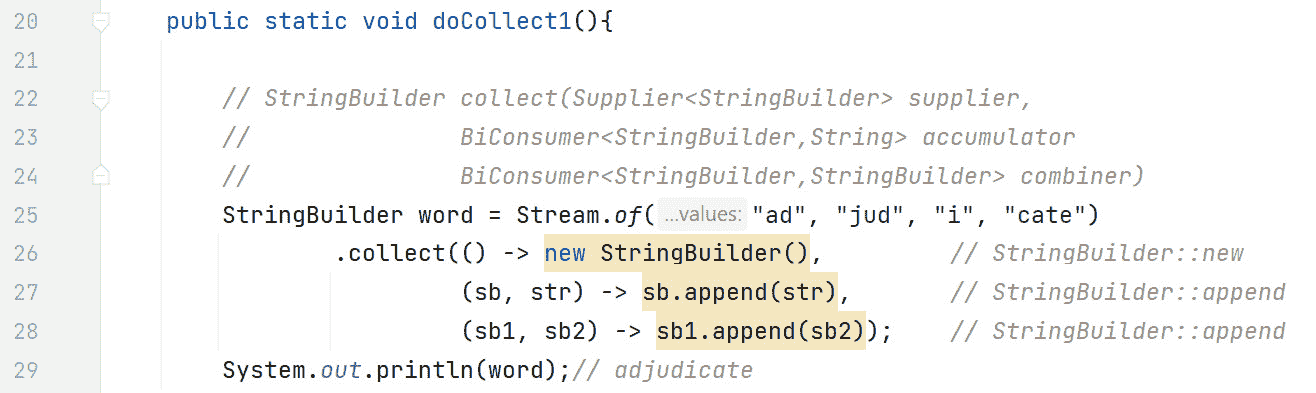 20 public static void doCollect1(){
21
22 // StringBuilder collect(Supplier<StringBuilder> supplier,
23 // BiConsumer<StringBuilder,String> accumulator
24 // BiConsumer<StringBuilder,StringBuilder> combiner)
25 StringBuilder word = Stream.of( ...values: "ad", "jud", "i", "cate")
26 .collect(() -> new StringBuilder(), // StringBuilder::new
27 (sb, str) -> sb.append(str), // StringBuilder::append
28 (sb1, sb2) -> sb1.append(sb2)); // StringBuilder::append
29 System.out.println(word);// adjudicate